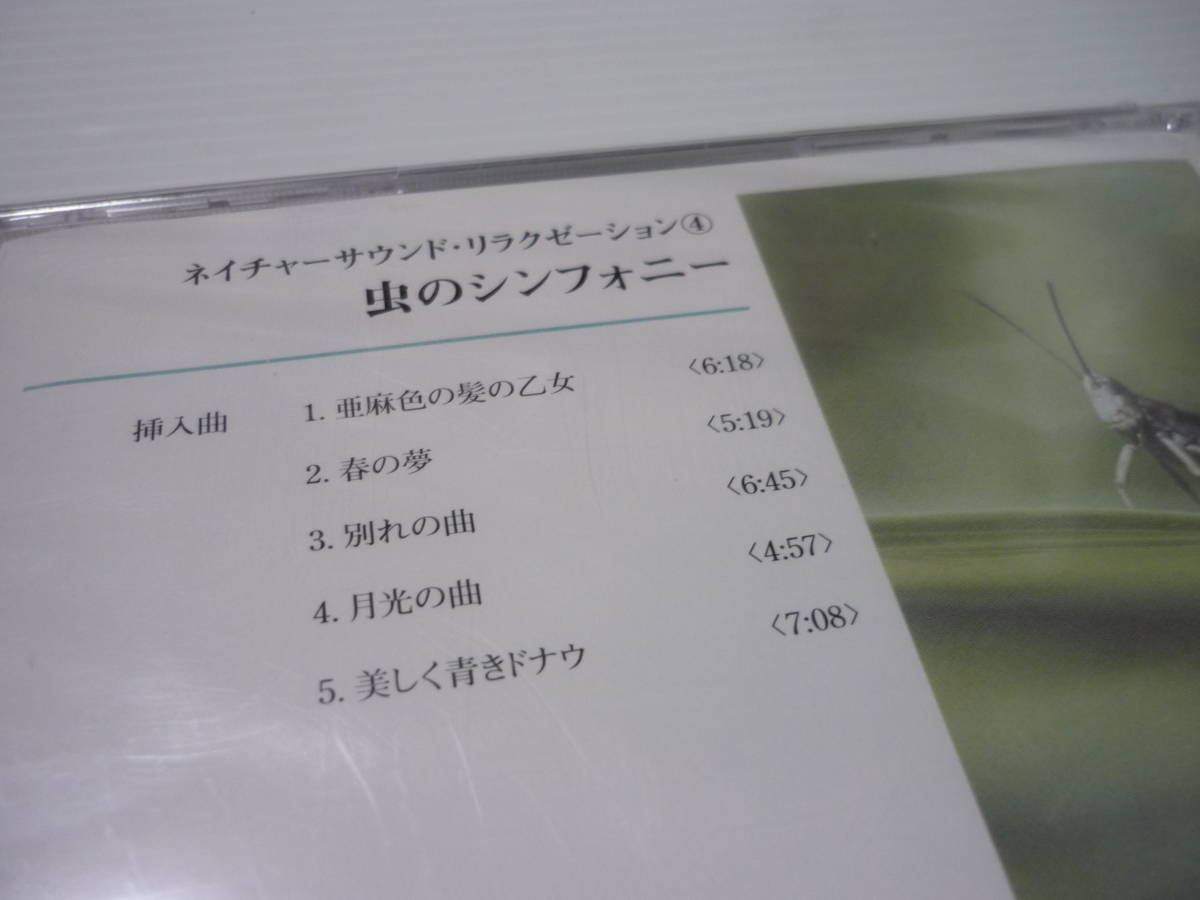 ネイチャーサウンド・リラクゼーション④
虫のシンフォニー
挿入曲 1. 亜麻色の髪の乙女 〈6:18〉
2. 春の夢 〈5:19〉
3. 別れの曲 〈6:45〉
4. 月光の曲 〈4:57〉
5. 美しく青きドナウ 〈7:08〉